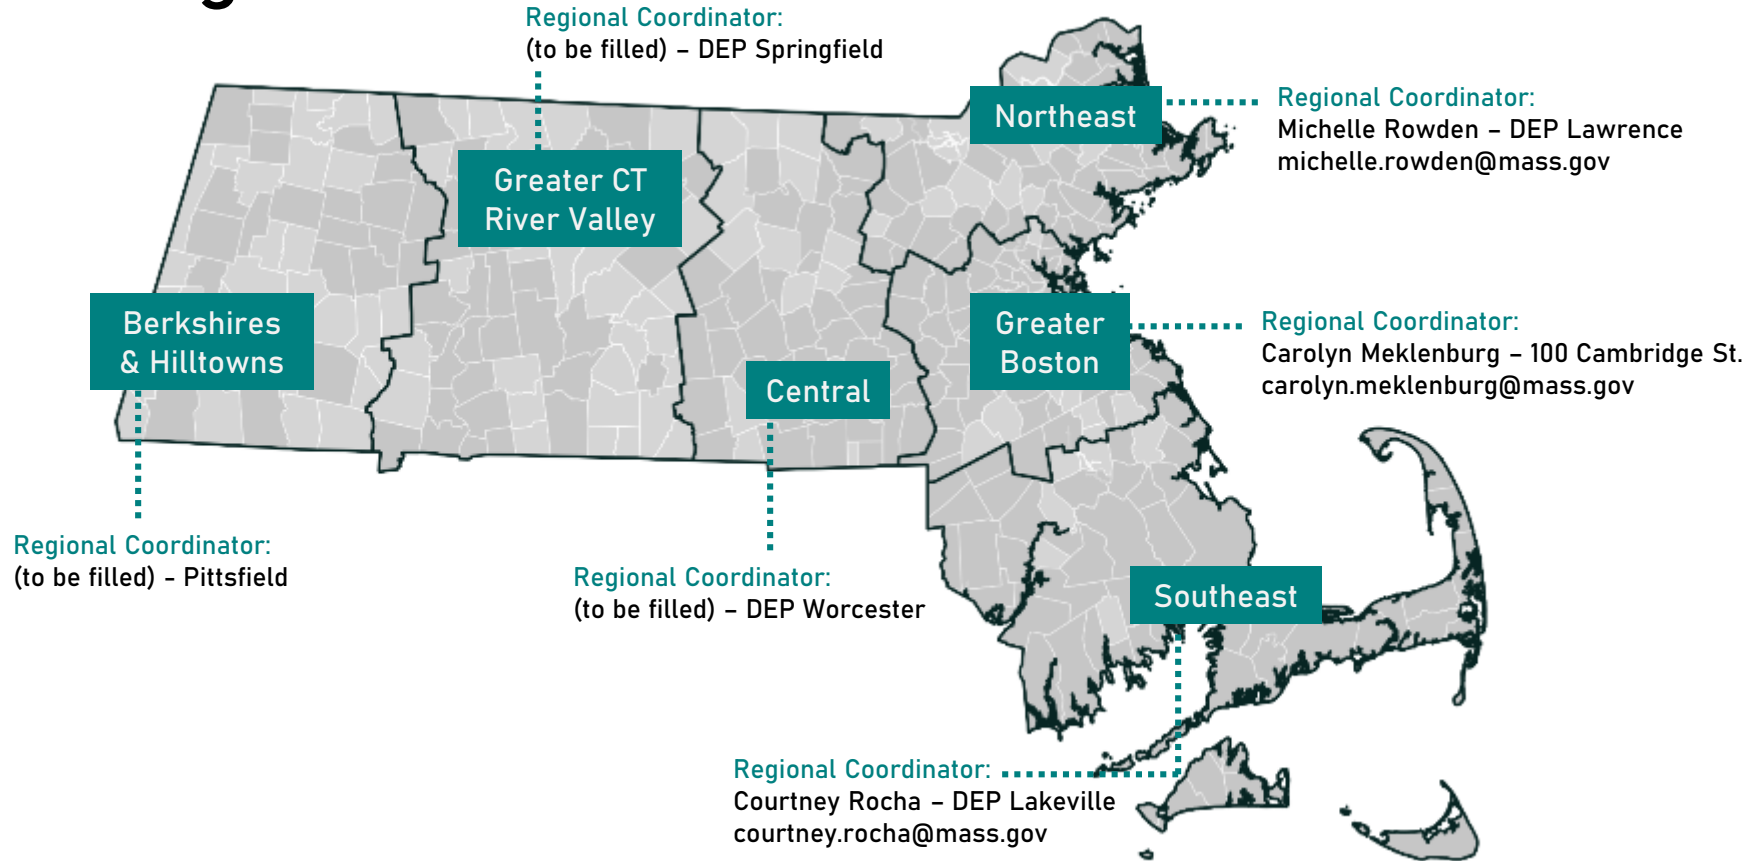 Regional Coordinator:
(to be filled) – DEP Springfield
Northeast
Regional Coordinator:
Michelle Rowden – DEP Lawrence
michelle.rowden@mass.gov
Greater CT
River Valley
Berkshires
& Hilltowns
Greater
Boston
Regional Coordinator:
Carolyn Meklenburg – 100 Cambridge St.
carolyn.meklenburg@mass.gov
Central
Regional Coordinator:
(to be filled) - Pittsfield
Regional Coordinator:
(to be filled) – DEP Worcester
Southeast
Regional Coordinator:
Courtney Rocha – DEP Lakeville
courtney.rocha@mass.gov